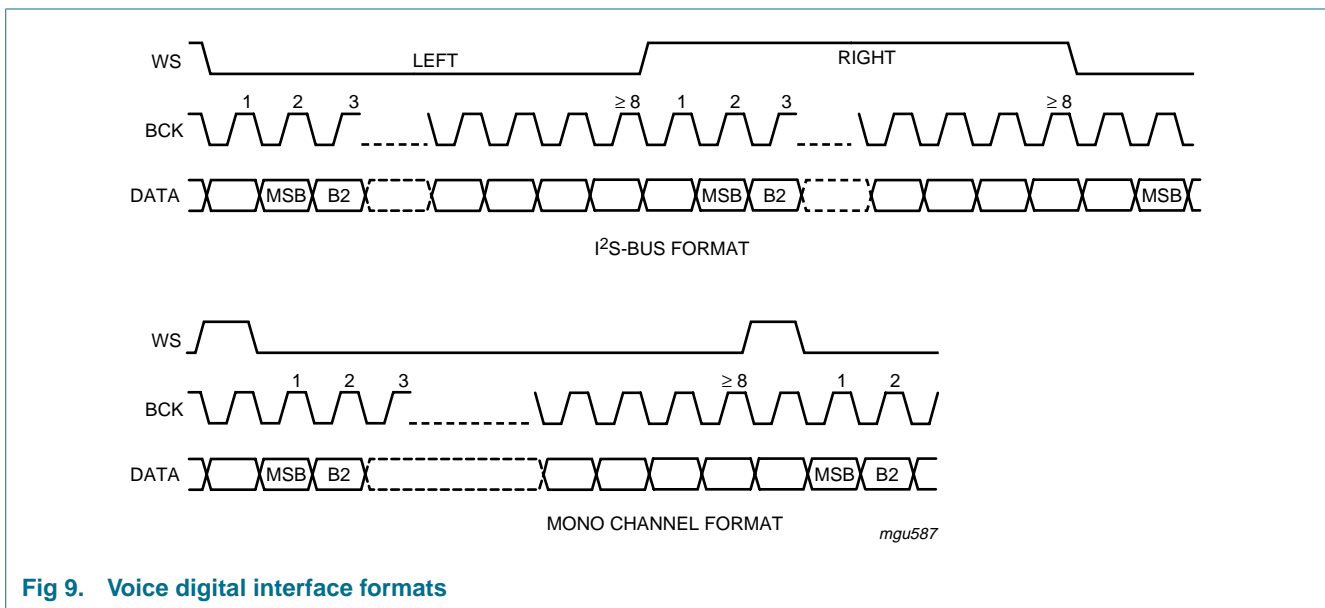 WS LEFT RIGHT
1 2 3 ≥ 8 1 2 3 ≥ 8
BCK
DATA MSB B2 MSB B2 MSB
I²S-BUS FORMAT
WS
1 2 3 ≥ 8 1 2
BCK
DATA MSB B2 MSB B2
MONO CHANNEL FORMAT
mgu587
Fig 9. Voice digital interface formats